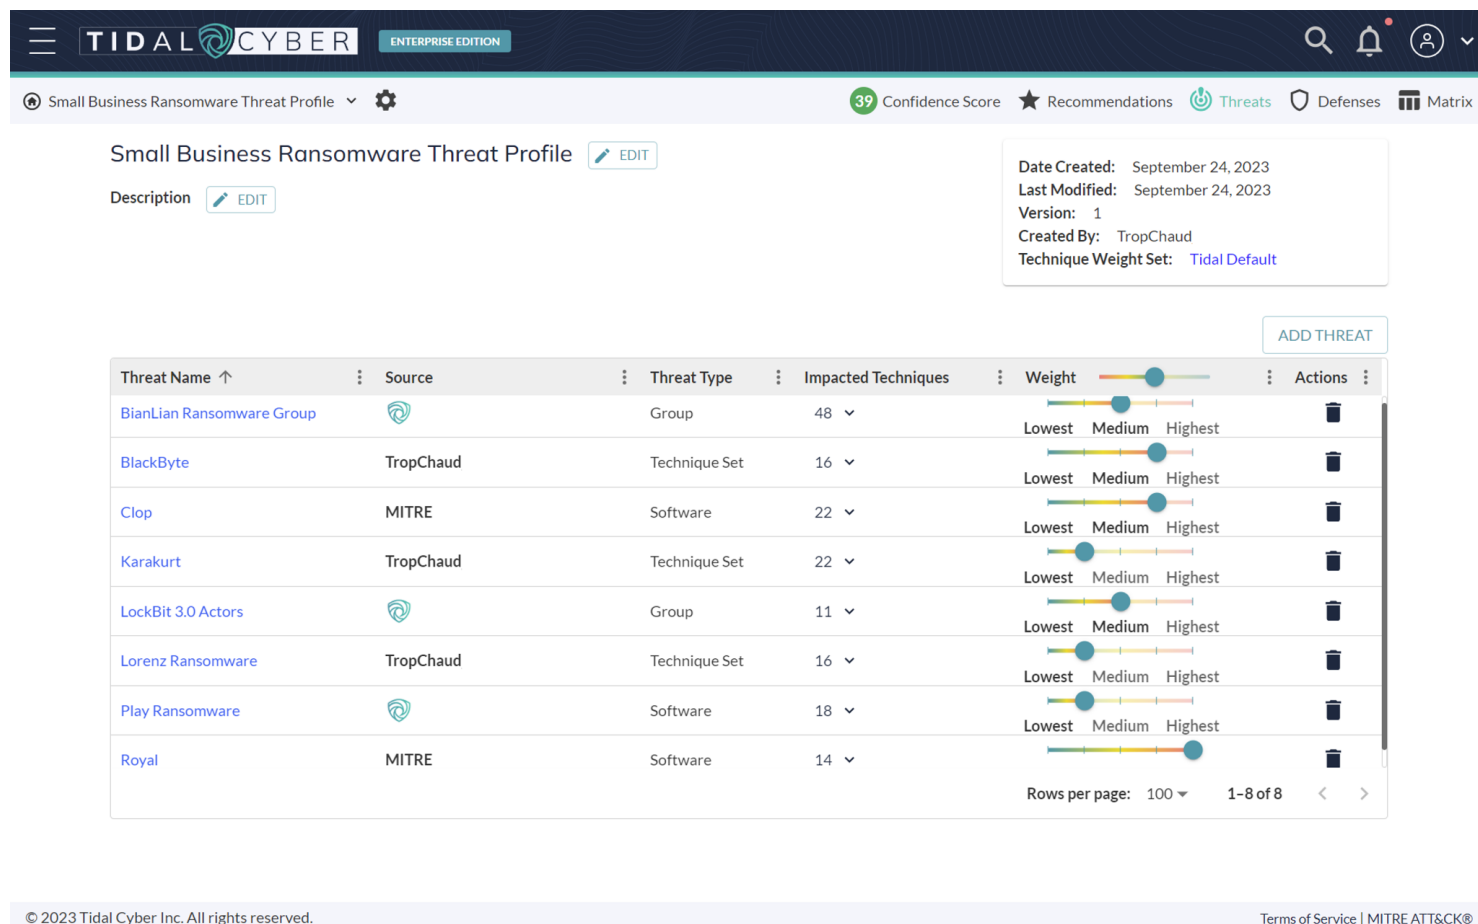 TIDAL CYBER ENTERPRISE EDITION
Small Business Ransomware Threat Profile 39 Confidence Score Recommendations Threats Defenses Matrix
Small Business Ransomware Threat Profile EDIT
Description EDIT
Date Created: September 24, 2023
Last Modified: September 24, 2023
Version: 1
Created By: TropChaud
Technique Weight Set: Tidal Default
ADD THREAT
Threat Name Source Threat Type Impacted Techniques Weight Actions
BianLian Ransomware Group Group 48
Lowest Medium Highest
BlackByte TropChaud Technique Set 16
Lowest Medium Highest
Clop MITRE Software 22
Lowest Medium Highest
Karakurt TropChaud Technique Set 22
Lowest Medium Highest
LockBit 3.0 Actors Group 11
Lowest Medium Highest
Lorenz Ransomware TropChaud Technique Set 16
Lowest Medium Highest
Play Ransomware Software 18
Lowest Medium Highest
Royal MITRE Software 14
Rows per page: 100 1–8 of 8
© 2023 Tidal Cyber Inc. All rights reserved. Terms of Service | MITRE ATT&CK®